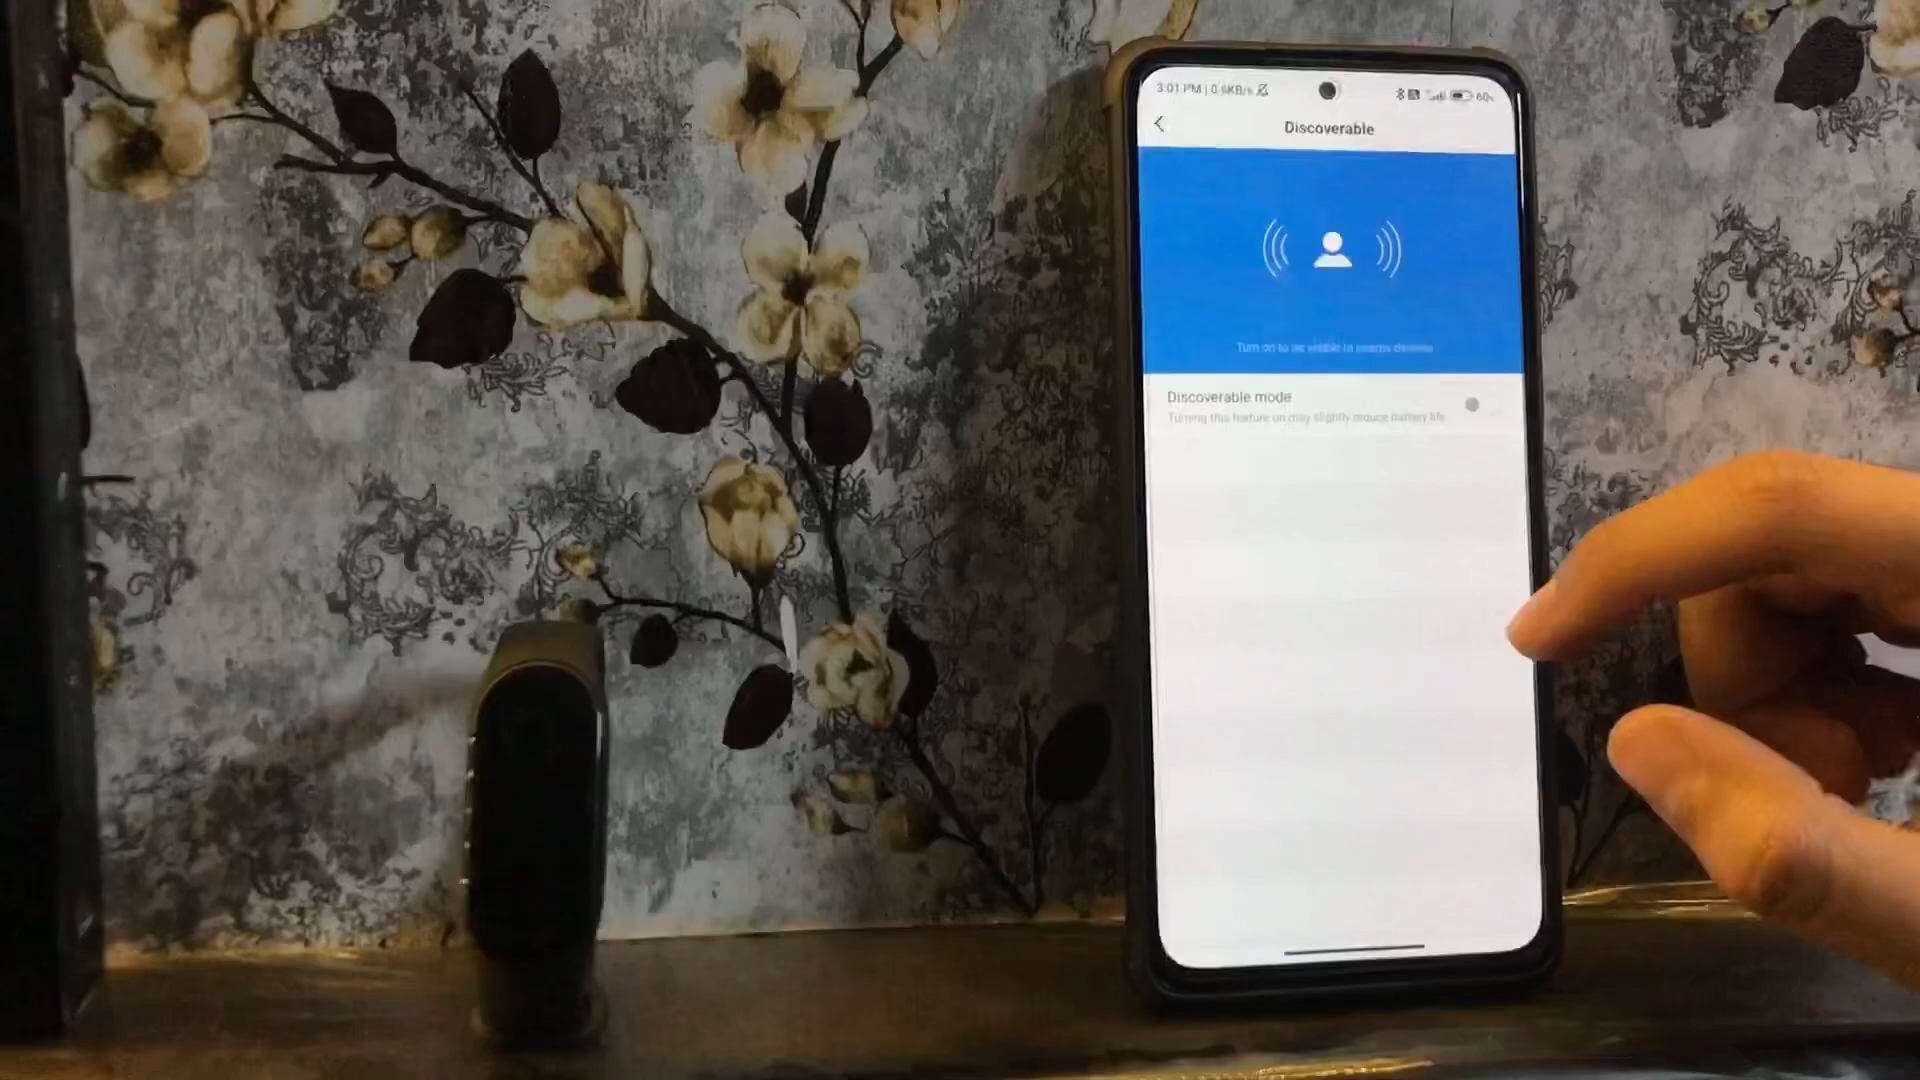 3:01 PM | 0.6KB/s 60%
Discoverable
Turn on to be visible to nearby devices
Discoverable mode
Turning this feature on may slightly reduce battery life